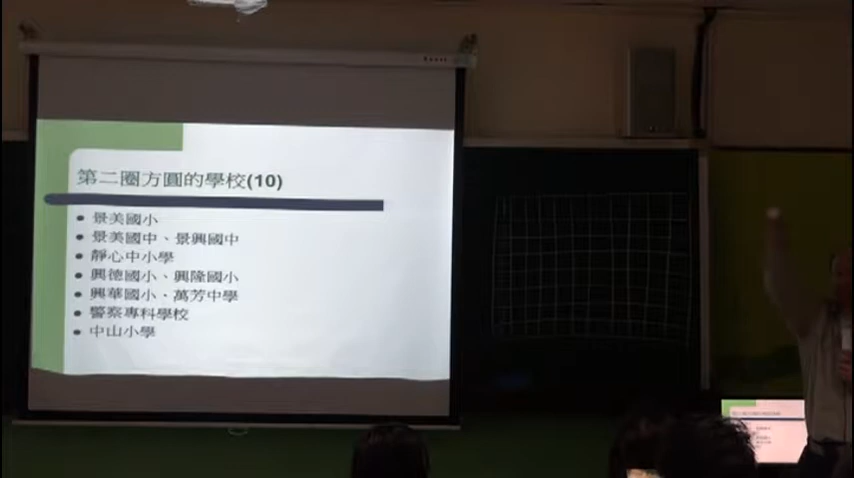 第二圈方圓的學校(10)
景美國小
景美國中、景興國中
靜心中小學
興德國小、興隆國小
興華國小、萬芳中學
警察專科學校
中山小學